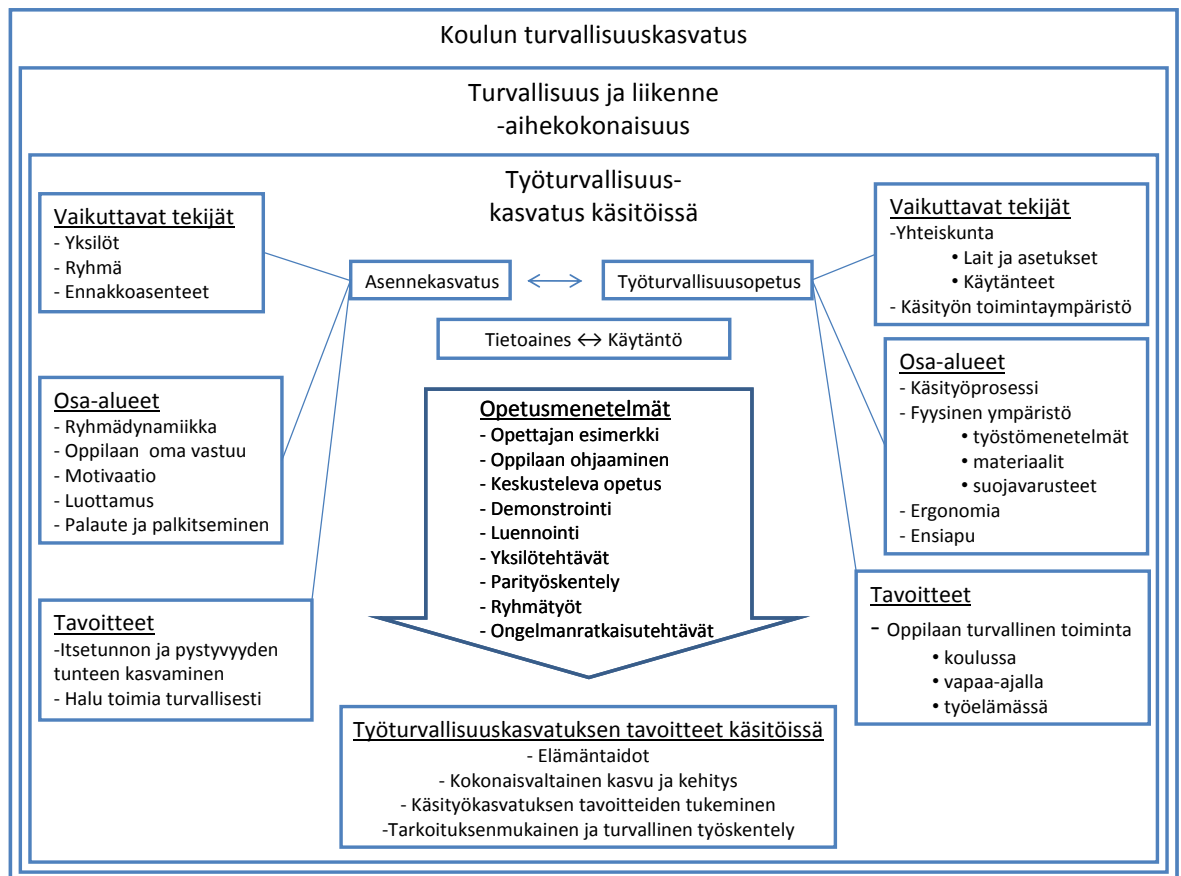 Koulun turvallisuuskasvatus
Turvallisuus ja liikenne
-aihekokonaisuus
Työturvallisuus-
kasvatus käsitöissä
Vaikuttavat tekijät
- Yksilöt
- Ryhmä
- Ennakkoasenteet
Osa-alueet
- Ryhmädynamiikka
- Oppilaan oma vastuu
- Motivaatio
- Luottamus
- Palaute ja palkitseminen
Tavoitteet
-Itsetunnon ja pystyvyyden
tunteen kasvaminen
- Halu toimia turvallisesti
Asennekasvatus ↔ Työturvallisuusopetus
Tietoaines ↔ Käytäntö
Opetusmenetelmät
- Opettajan esimerkki
- Oppilaan ohjaaminen
- Keskusteleva opetus
- Demonstrointi
- Luennointi
- Yksilötehtävät
- Parityöskentely
- Ryhmätyöt
- Ongelmanratkaisutehtävät
Vaikuttavat tekijät
-Yhteiskunta
• Lait ja asetukset
• Käytänteet
- Käsityön toimintaympäristö
Osa-alueet
- Käsityöprosessi
- Fyysinen ympäristö
• työstömenetelmät
• materiaalit
• suojavarusteet
- Ergonomia
- Ensiapu
Tavoitteet
- Oppilaan turvallinen toiminta
• koulussa
• vapaa-ajalla
• työelämässä
Työturvallisuuskasvatuksen tavoitteet käsitöissä
- Elämäntaidot
- Kokonaisvaltainen kasvu ja kehitys
- Käsityökasvatuksen tavoitteiden tukeminen
-Tarkoituksenmukainen ja turvallinen työskentely